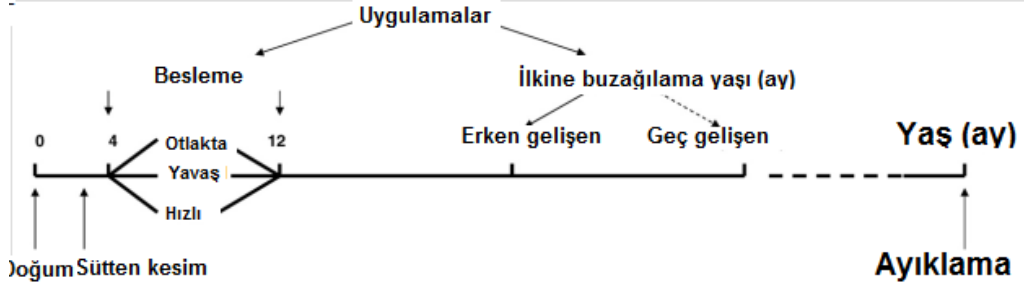 Uygulamalar
Besleme
İlkine buzağılama yaşı (ay)
Erken gelişen Geç gelişen Yaş (ay)
0 4 12
Otlakta
Yavaş
Hızlı
Doğum Sütten kesim Ayıklama